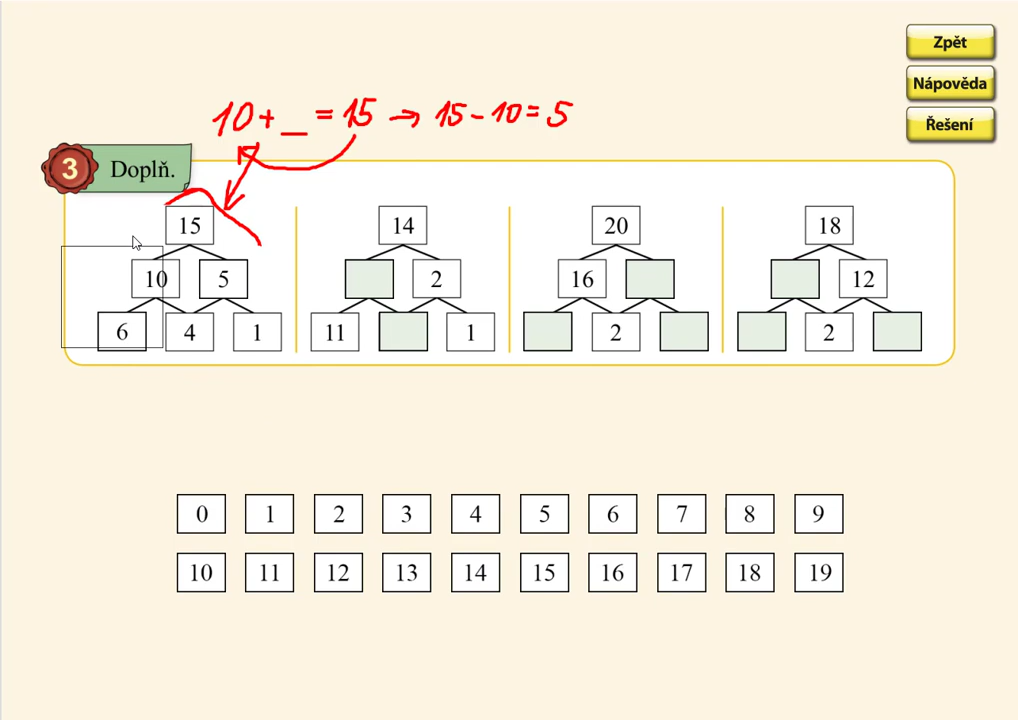 Zpět
Nápověda
Řešení
10 + _ = 15 → 15 - 10 = 5
3 Doplň.
15 14 20 18
10 5 2 16 12
6 4 1 11 1 2 2
0 1 2 3 4 5 6 7 8 9
10 11 12 13 14 15 16 17 18 19